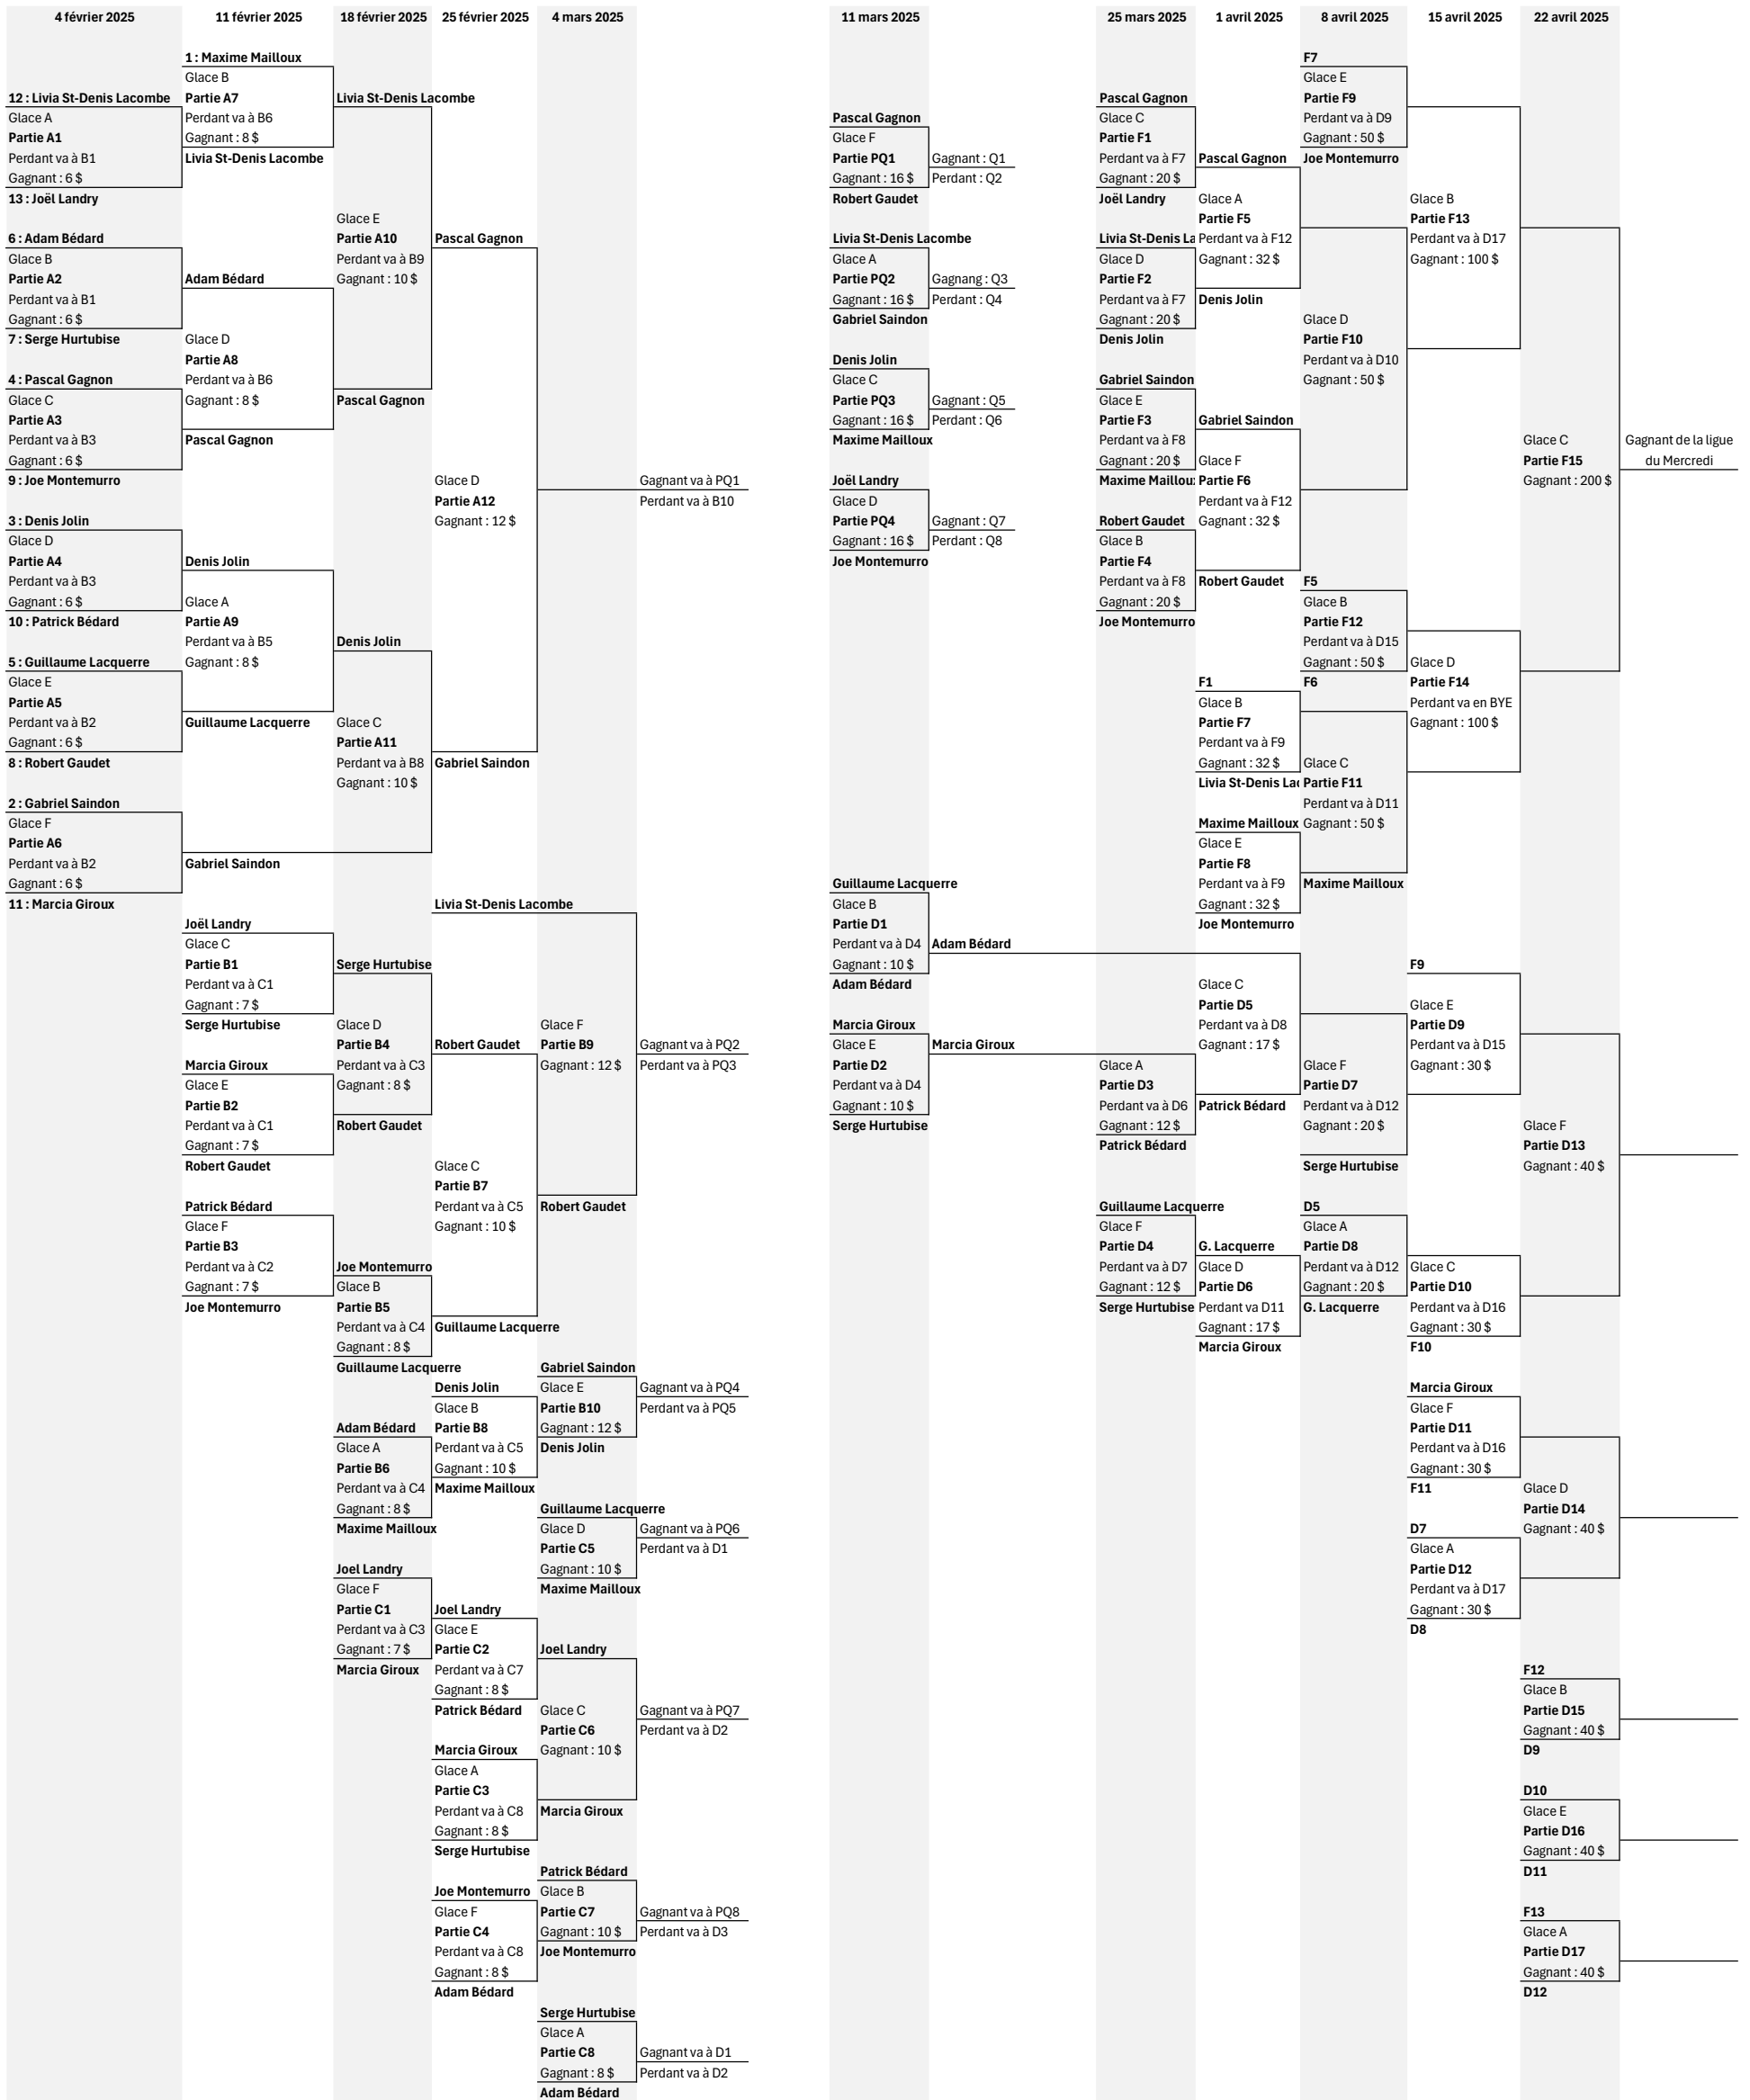 4 février 2025
12 : Livia St-Denis Lacombe
Glace A
Partie A1
Perdant va à B1
Gagnant : 6 $
13 : Joël Landry
6 : Adam Bédard
Glace B
Partie A2
Perdant va à B1
Gagnant : 6 $
7 : Serge Hurtubise
4 : Pascal Gagnon
Glace C
Partie A3
Perdant va à B3
Gagnant : 6 $
9 : Joe Montemurro
3 : Denis Jolin
Glace D
Partie A4
Perdant va à B3
Gagnant : 6 $
10 : Patrick Bédard
5 : Guillaume Lacquerre
Glace E
Partie A5
Perdant va à B2
Gagnant : 6 $
8 : Robert Gaudet
2 : Gabriel Saindon
Glace F
Partie A6
Perdant va à B2
Gagnant : 6 $
11 : Marcia Giroux
11 février 2025
1 : Maxime Mailloux
Glace B
Partie A7
Perdant va à B6
Gagnant : 8 $
Livia St-Denis Lacombe
Adam Bédard
Glace D
Partie A8
Perdant va à B6
Gagnant : 8 $
Pascal Gagnon
Denis Jolin
Glace A
Partie A9
Perdant va à B5
Gagnant : 8 $
Guillaume Lacquerre
Gabriel Saindon
Joël Landry
Glace C
Partie B1
Perdant va à C1
Gagnant : 7 $
Serge Hurtubise
Marcia Giroux
Glace E
Partie B2
Perdant va à C1
Gagnant : 7 $
Robert Gaudet
Patrick Bédard
Glace F
Partie B3
Perdant va à C2
Gagnant : 7 $
Joe Montemurro
18 février 2025
Livia St-Denis Lacombe
Glace E
Partie A10
Perdant va à B9
Gagnant : 10 $
Pascal Gagnon
Denis Jolin
Glace C
Partie A11
Perdant va à B8
Gagnant : 10 $
Serge Hurtubise
Glace D
Partie B4
Perdant va à C3
Gagnant : 8 $
Robert Gaudet
Joe Montemurro
Glace B
Partie B5
Perdant va à C4
Gagnant : 8 $
Guillaume Lacquerre
Adam Bédard
Glace A
Partie B6
Perdant va à C4
Gagnant : 8 $
Maxime Mailloux
Joel Landry
Glace F
Partie C1
Perdant va à C3
Gagnant : 7 $
Marcia Giroux
25 février 2025
Pascal Gagnon
Glace D
Partie A12
Gagnant : 12 $
Gabriel Saindon
Livia St-Denis Lacombe
Robert Gaudet
Glace C
Partie B7
Perdant va à C5
Gagnant : 10 $
Guillaume Lacquerre
Denis Jolin
Glace B
Partie B8
Perdant va à C5
Gagnant : 10 $
Maxime Mailloux
Joel Landry
Glace E
Partie C2
Perdant va à C7
Gagnant : 8 $
Patrick Bédard
Marcia Giroux
Glace A
Partie C3
Perdant va à C8
Gagnant : 8 $
Serge Hurtubise
Joe Montemurro
Glace F
Partie C4
Perdant va à C8
Gagnant : 8 $
Adam Bédard
4 mars 2025
Gagnant va à PQ1
Perdant va à B10
Glace F
Partie B9
Gagnant : 12 $
Gagnant va à PQ2
Perdant va à PQ3
Robert Gaudet
Gabriel Saindon
Glace E
Partie B10
Gagnant : 12 $
Gagnant va à PQ4
Perdant va à PQ5
Denis Jolin
Guillaume Lacquerre
Glace D
Partie C5
Gagnant : 10 $
Gagnant va à PQ6
Perdant va à D1
Maxime Mailloux
Joel Landry
Glace C
Partie C6
Gagnant : 10 $
Gagnant va à PQ7
Perdant va à D2
Marcia Giroux
Patrick Bédard
Glace B
Partie C7
Gagnant : 10 $
Gagnant va à PQ8
Perdant va à D3
Joe Montemurro
Serge Hurtubise
Glace A
Partie C8
Gagnant : 8 $
Gagnant va à D1
Perdant va à D2
Adam Bédard
11 mars 2025
Pascal Gagnon
Glace F
Partie PQ1
Gagnant : 16 $
Gagnant : Q1
Perdant : Q2
Robert Gaudet
Livia St-Denis Lacombe
Glace A
Partie PQ2
Gagnant : 16 $
Gagnang : Q3
Perdant : Q4
Gabriel Saindon
Denis Jolin
Glace C
Partie PQ3
Gagnant : 16 $
Gagnant : Q5
Perdant : Q6
Maxime Mailloux
Joël Landry
Glace D
Partie PQ4
Gagnant : 16 $
Gagnant : Q7
Perdant : Q8
Joe Montemurro
Guillaume Lacquerre
Glace B
Partie D1
Perdant va à D4
Gagnant : 10 $
Adam Bédard
Adam Bédard
Marcia Giroux
Glace E
Partie D2
Perdant va à D4
Gagnant : 10 $
Serge Hurtubise
Marcia Giroux
25 mars 2025
Pascal Gagnon
Glace C
Partie F1
Perdant va à F7
Gagnant : 20 $
Joël Landry
Livia St-Denis La
Glace D
Partie F2
Perdant va à F7
Gagnant : 20 $
Denis Jolin
Gabriel Saindon
Glace E
Partie F3
Perdant va à F8
Gagnant : 20 $
Maxime Maillou
Robert Gaudet
Glace B
Partie F4
Perdant va à F8
Gagnant : 20 $
Joe Montemurro
Glace A
Partie D3
Perdant va à D6
Gagnant : 12 $
Patrick Bédard
Guillaume Lacquerre
Glace F
Partie D4
Perdant va à D7
Gagnant : 12 $
Serge Hurtubise
1 avril 2025
Pascal Gagnon
Glace A
Partie F5
Perdant va à F12
Gagnant : 32 $
Denis Jolin
Gabriel Saindon
Glace F
Partie F6
Perdant va à F12
Gagnant : 32 $
Robert Gaudet
F1
Glace B
Partie F7
Perdant va à F9
Gagnant : 32 $
Livia St-Denis Lac
Maxime Mailloux
Glace E
Partie F8
Perdant va à F9
Gagnant : 32 $
Joe Montemurro
Glace C
Partie D5
Perdant va à D8
Gagnant : 17 $
Patrick Bédard
G. Lacquerre
Glace D
Partie D6
Perdant va D11
Gagnant : 17 $
Marcia Giroux
8 avril 2025
F7
Glace E
Partie F9
Perdant va à D9
Gagnant : 50 $
Joe Montemurro
Glace D
Partie F10
Perdant va à D10
Gagnant : 50 $
F5
Glace B
Partie F12
Perdant va à D15
Gagnant : 50 $
F6
Glace C
Partie F11
Perdant va à D11
Gagnant : 50 $
Maxime Mailloux
Glace F
Partie D7
Perdant va à D12
Gagnant : 20 $
Serge Hurtubise
D5
Glace A
Partie D8
Perdant va à D12
Gagnant : 20 $
G. Lacquerre
15 avril 2025
Glace B
Partie F13
Perdant va à D17
Gagnant : 100 $
Glace D
Partie F14
Perdant va en BYE
Gagnant : 100 $
F9
Glace E
Partie D9
Perdant va à D15
Gagnant : 30 $
Glace C
Partie D10
Perdant va à D16
Gagnant : 30 $
F10
Marcia Giroux
Glace F
Partie D11
Perdant va à D16
Gagnant : 30 $
F11
D7
Glace A
Partie D12
Perdant va à D17
Gagnant : 30 $
D8
22 avril 2025
Glace C
Partie F15
Gagnant : 200 $
Gagnant de la ligue
du Mercredi
Glace F
Partie D13
Gagnant : 40 $
Glace D
Partie D14
Gagnant : 40 $
F12
Glace B
Partie D15
Gagnant : 40 $
D9
D10
Glace E
Partie D16
Gagnant : 40 $
D11
F13
Glace A
Partie D17
Gagnant : 40 $
D12